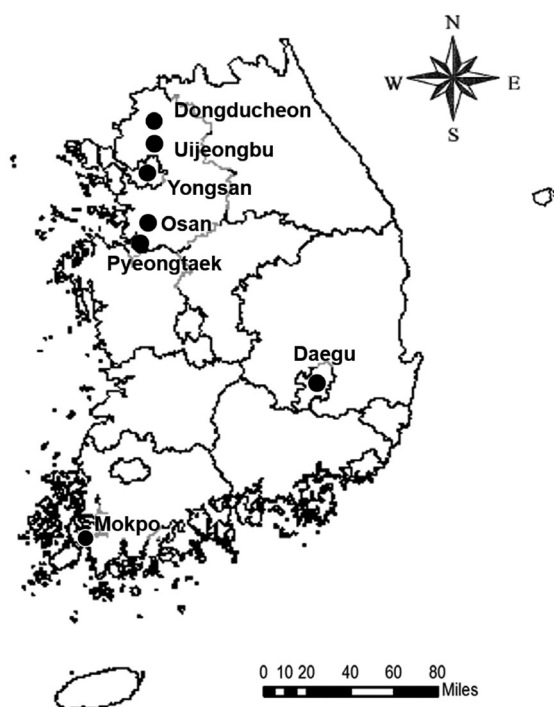 N
W E
S
Dongducheon
Uijeongbu
Yongsan
Osan
Pyeongtaek
Daegu
Mokpo
0 10 20 40 60 80
Miles